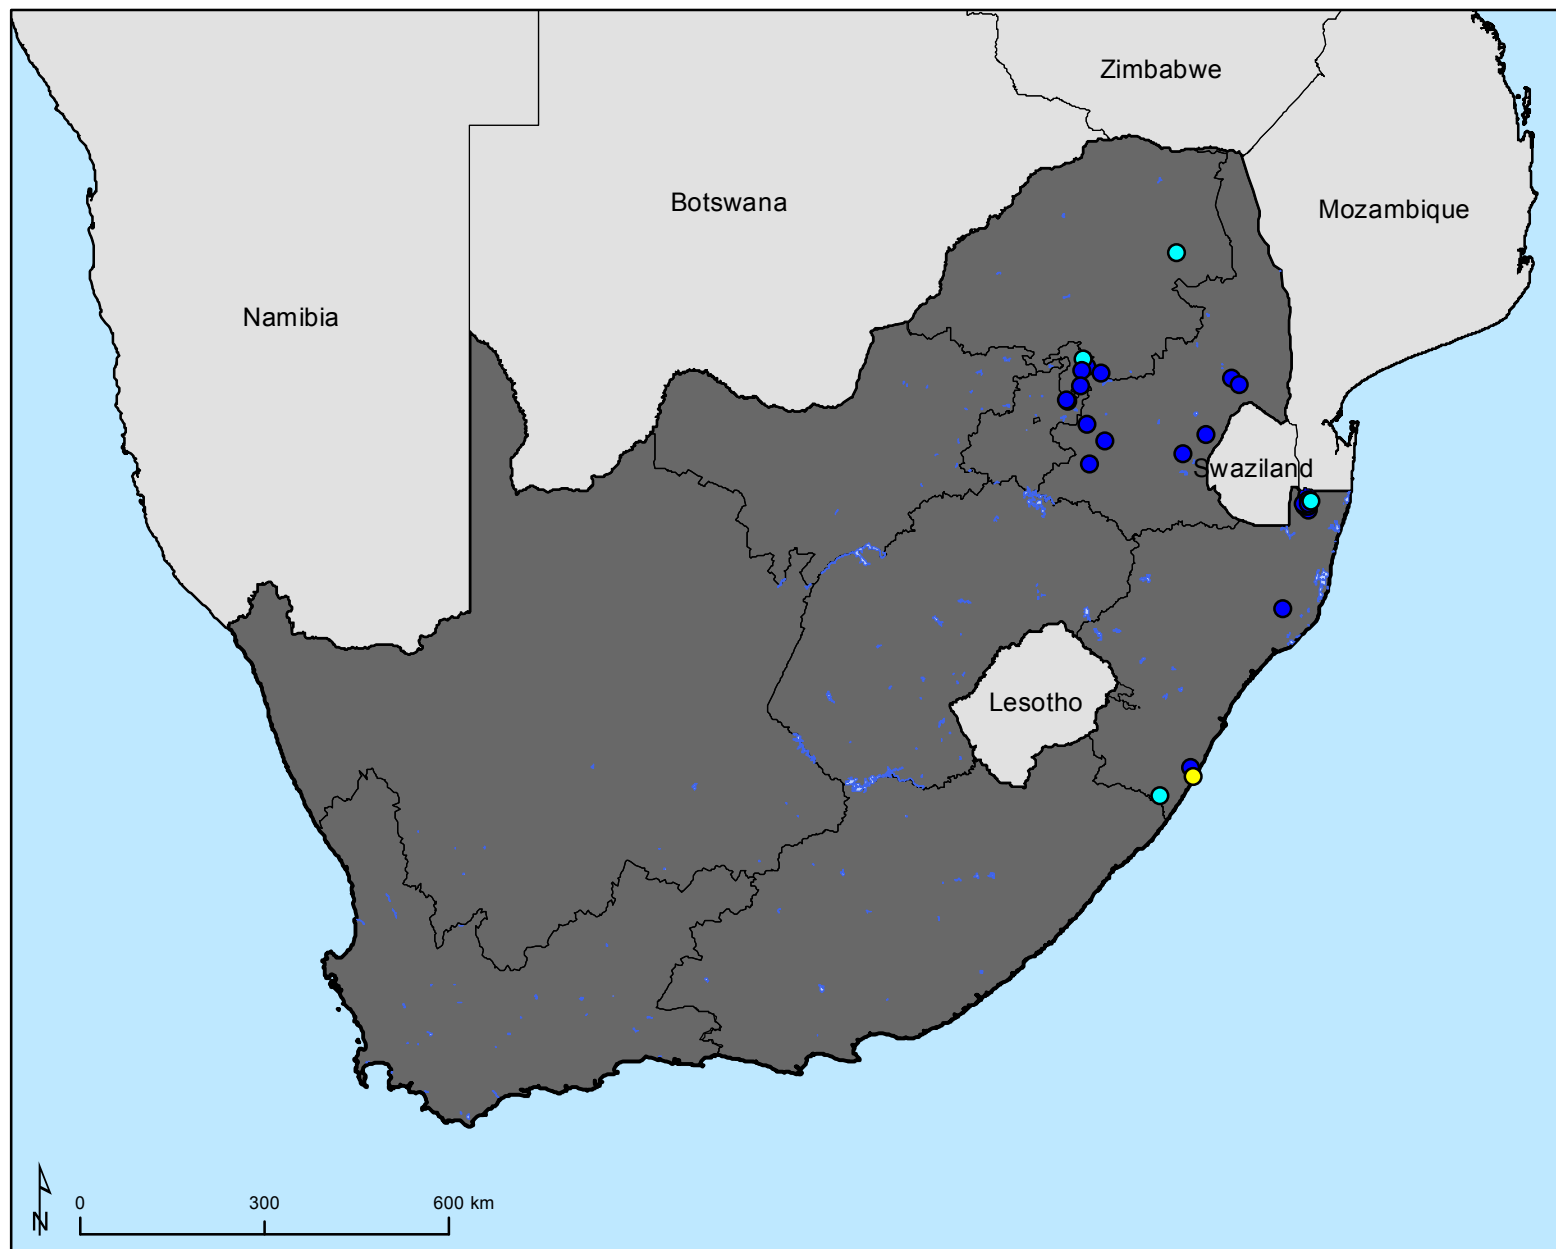 Zimbabwe
Botswana
Mozambique
Namibia
Swaziland
Lesotho
0 300 600 km
N